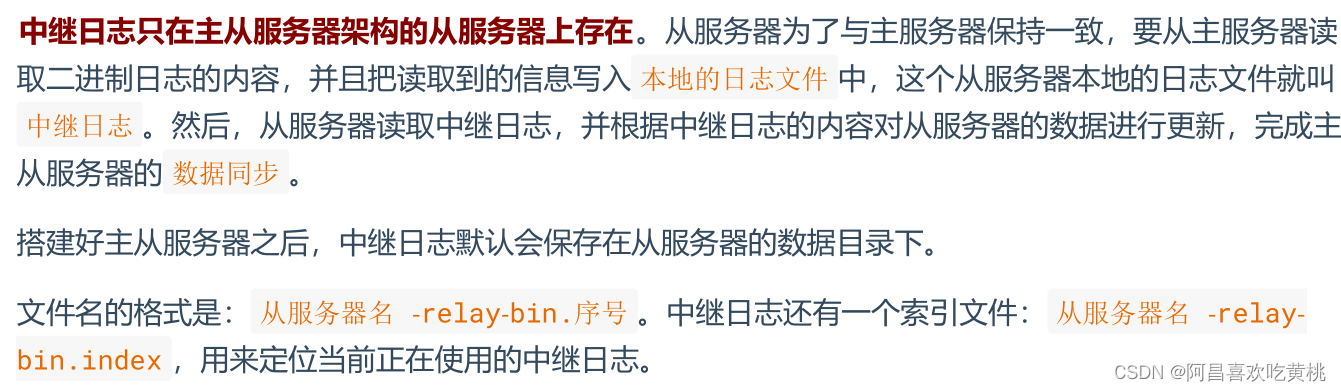 中继日志只在主从服务器架构的从服务器上存在。从服务器为了与主服务器保持一致，要从主服务器读
取二进制日志的内容，并且把读取到的信息写入 本地的日志文件 中，这个从服务器本地的日志文件就叫
中继日志 。然后，从服务器读取中继日志，并根据中继日志的内容对从服务器的数据进行更新，完成主
从服务器的 数据同步 。
搭建好主从服务器之后，中继日志默认会保存在从服务器的数据目录下。
文件名的格式是： 从服务器名 -relay-bin.序号 。中继日志还有一个索引文件： 从服务器名 -relay-
bin.index ，用来定位当前正在使用的中继日志。
CSDN @阿昌喜欢吃黄桃